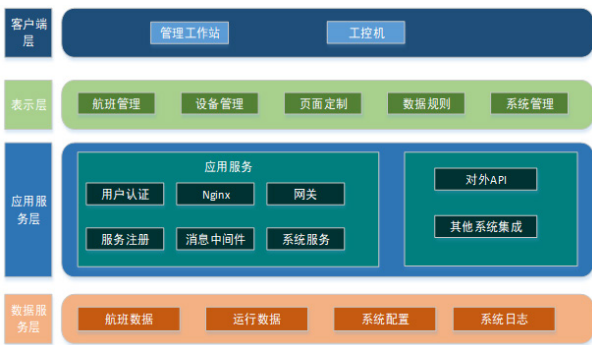 客户端
层
管理工作站
工控机
表示层
航班管理
设备管理
页面定制
数据规则
系统管理
应用服
务层
应用服务
用户认证
Nginx
网关
服务注册
消息中间件
系统服务
对外API
其他系统集成
数据服
务层
航班数据
运行数据
系统配置
系统日志